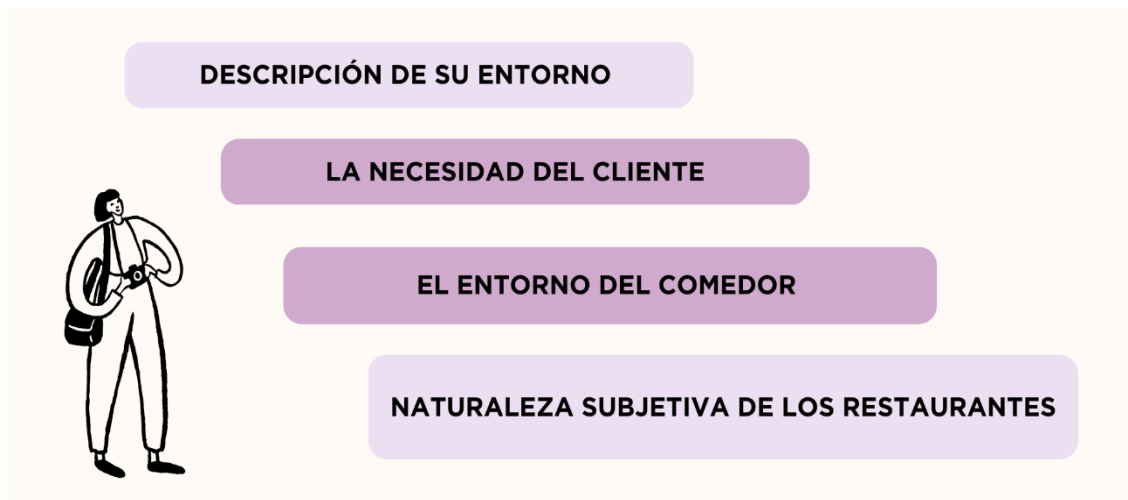 DESCRIPCIÓN DE SU ENTORNO
LA NECESIDAD DEL CLIENTE
EL ENTORNO DEL COMEDOR
NATURALEZA SUBJETIVA DE LOS RESTAURANTES